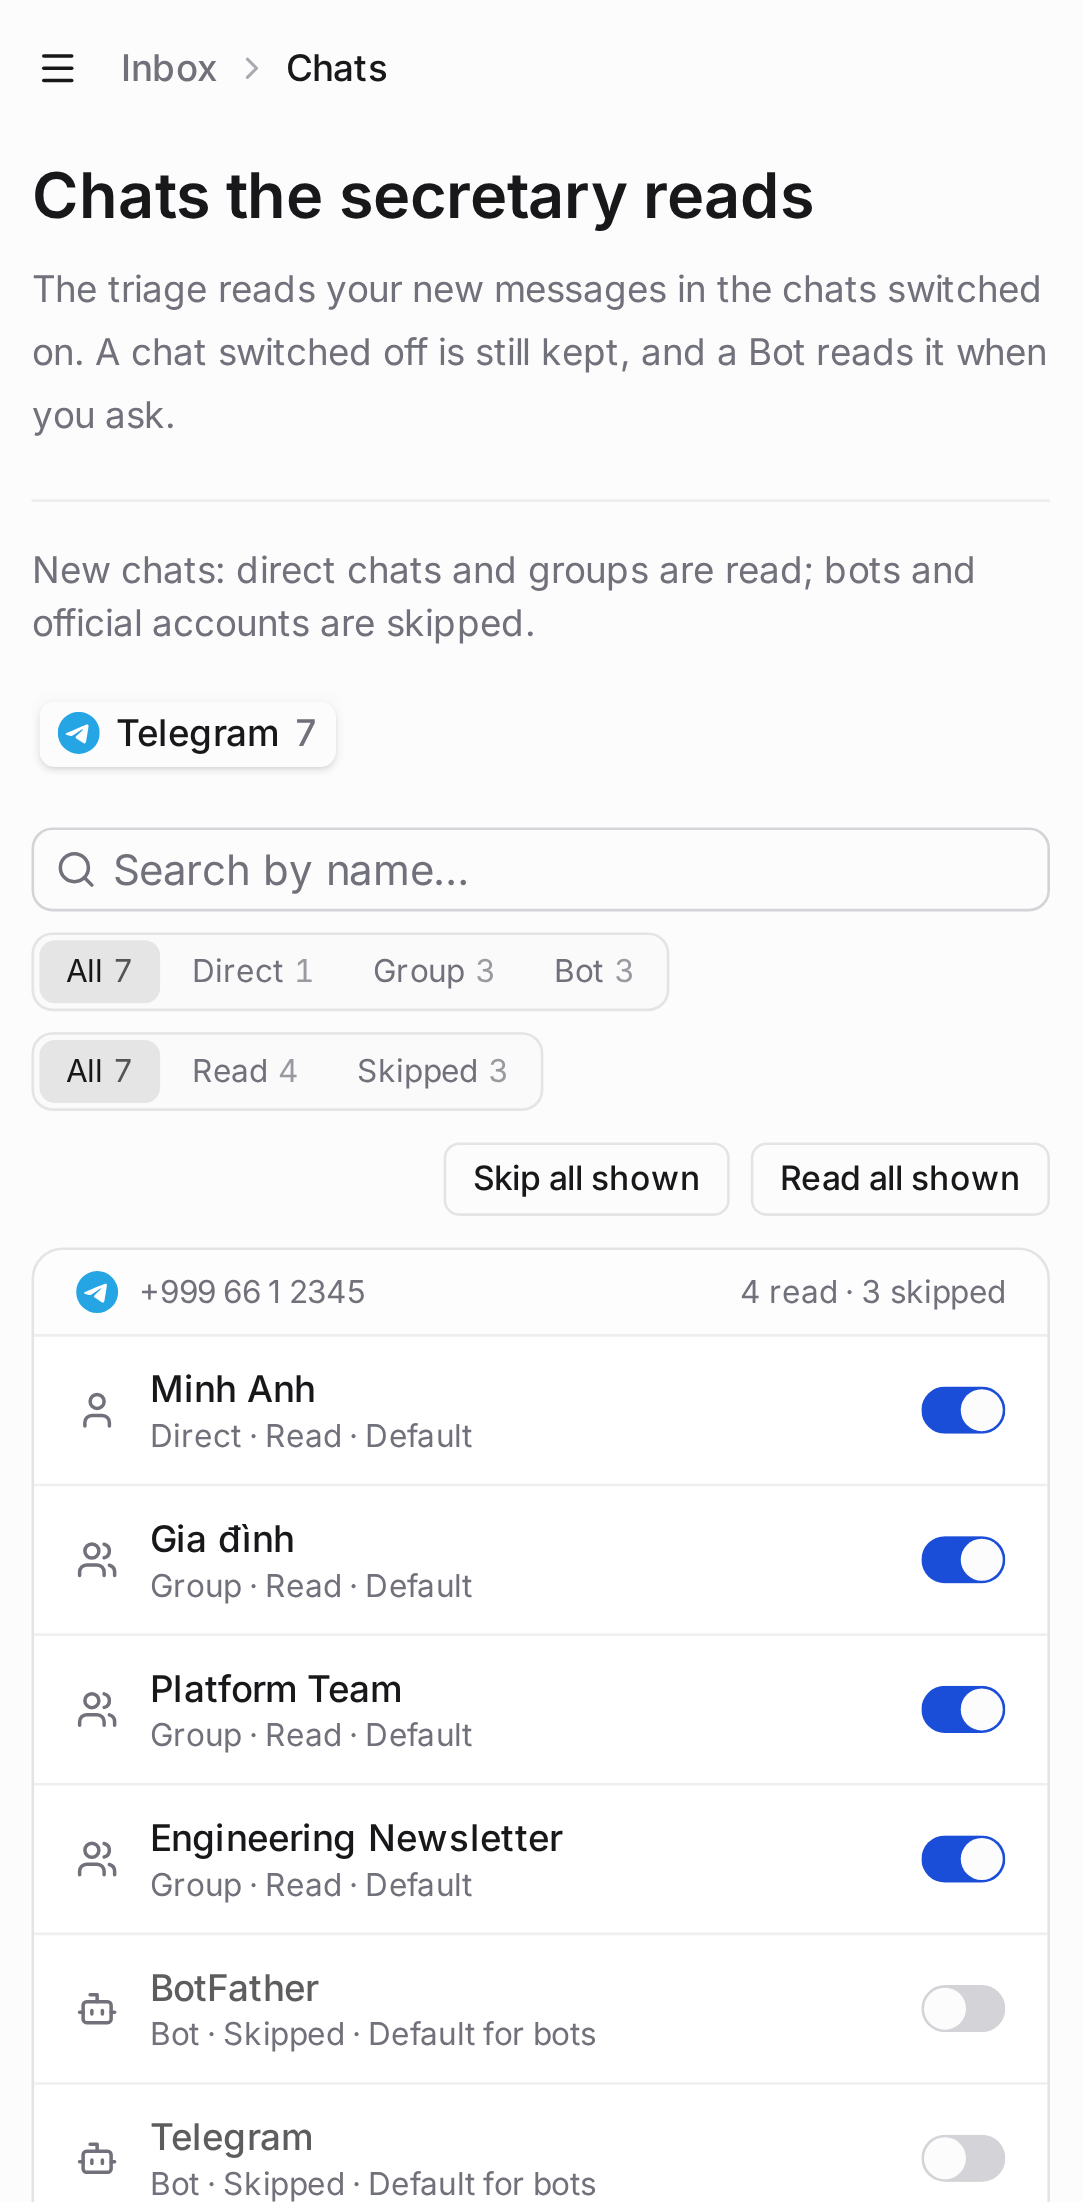 Inbox > Chats
Chats the secretary reads
The triage reads your new messages in the chats switched
on. A chat switched off is still kept, and a Bot reads it when
you ask.
New chats: direct chats and groups are read; bots and
official accounts are skipped.
Telegram 7
Search by name...
All 7 Direct 1 Group 3 Bot 3
All 7 Read 4 Skipped 3
Skip all shown Read all shown
+999 66 1 2345 4 read · 3 skipped
Minh Anh
Direct · Read · Default
Gia đình
Group · Read · Default
Platform Team
Group · Read · Default
Engineering Newsletter
Group · Read · Default
BotFather
Bot · Skipped · Default for bots
Telegram
Bot · Skipped · Default for bots